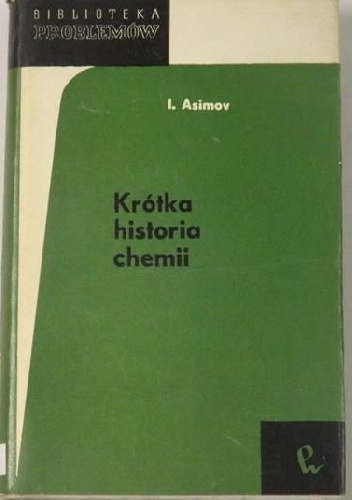 BIBLIOTEKA
PROBLEMÓW
I. Asimov
Krótka
historia
chemii